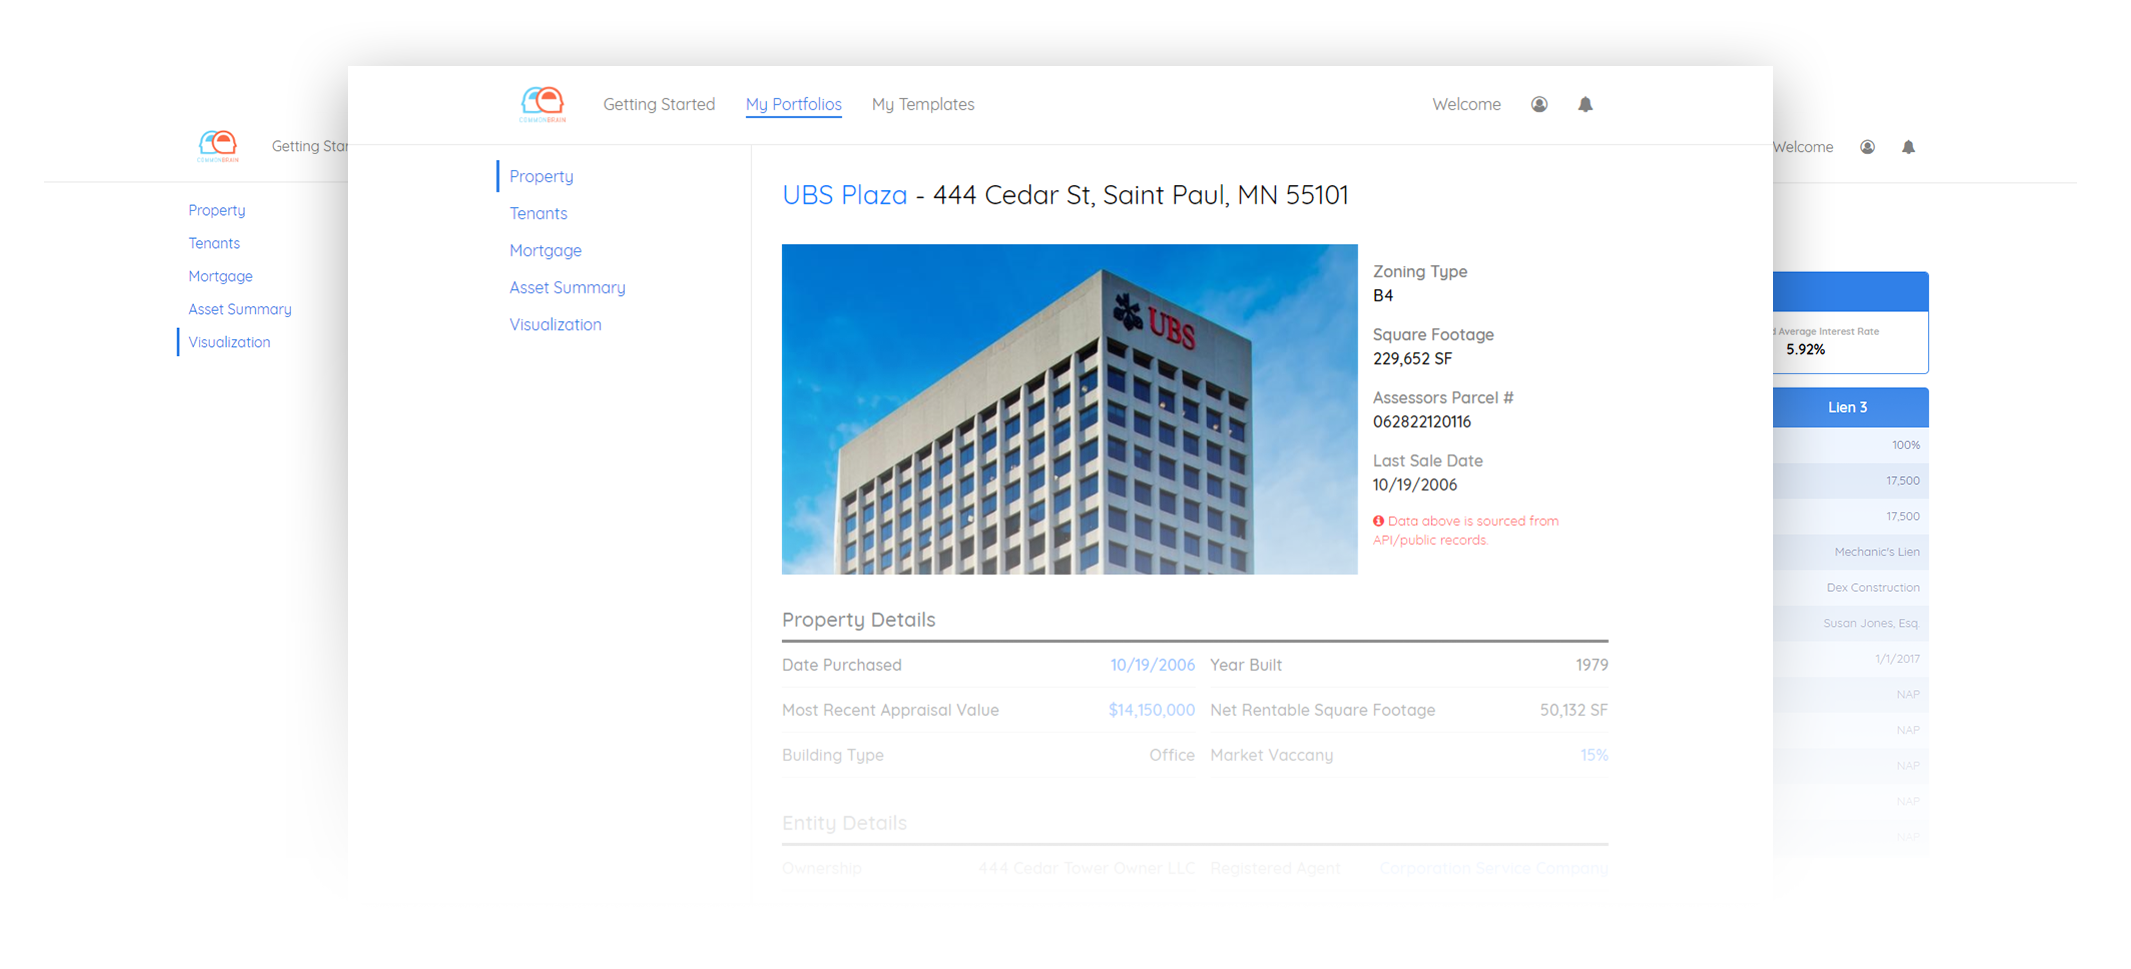 COMMONBRAIN
Getting Started
My Portfolios
My Templates
Welcome
Property
Tenants
Mortgage
Asset Summary
Visualization
UBS Plaza - 444 Cedar St, Saint Paul, MN 55101
UBS
Zoning Type
B4
Square Footage
229,652 SF
Assessors Parcel #
062822120116
Last Sale Date
10/19/2006
Data above is sourced from
API/public records.
Property Details
Date Purchased 10/19/2006 Year Built 1979
Most Recent Appraisal Value $14,150,000 Net Rentable Square Footage 50,132 SF
Building Type Office Market Vaccany 15%
Entity Details
Ownership 444 Cedar Tower Owner LLC Registered Agent Corporation Service Company
COMMONBRAIN
Getting Star
Property
Tenants
Mortgage
Asset Summary
Visualization
Welcome
d Average Interest Rate
5.92%
Lien 3
100%
17,500
17,500
Mechanic's Lien
Dex Construction
Susan Jones, Esq.
1/1/2017
NAP
NAP
NAP
NAP
NAP